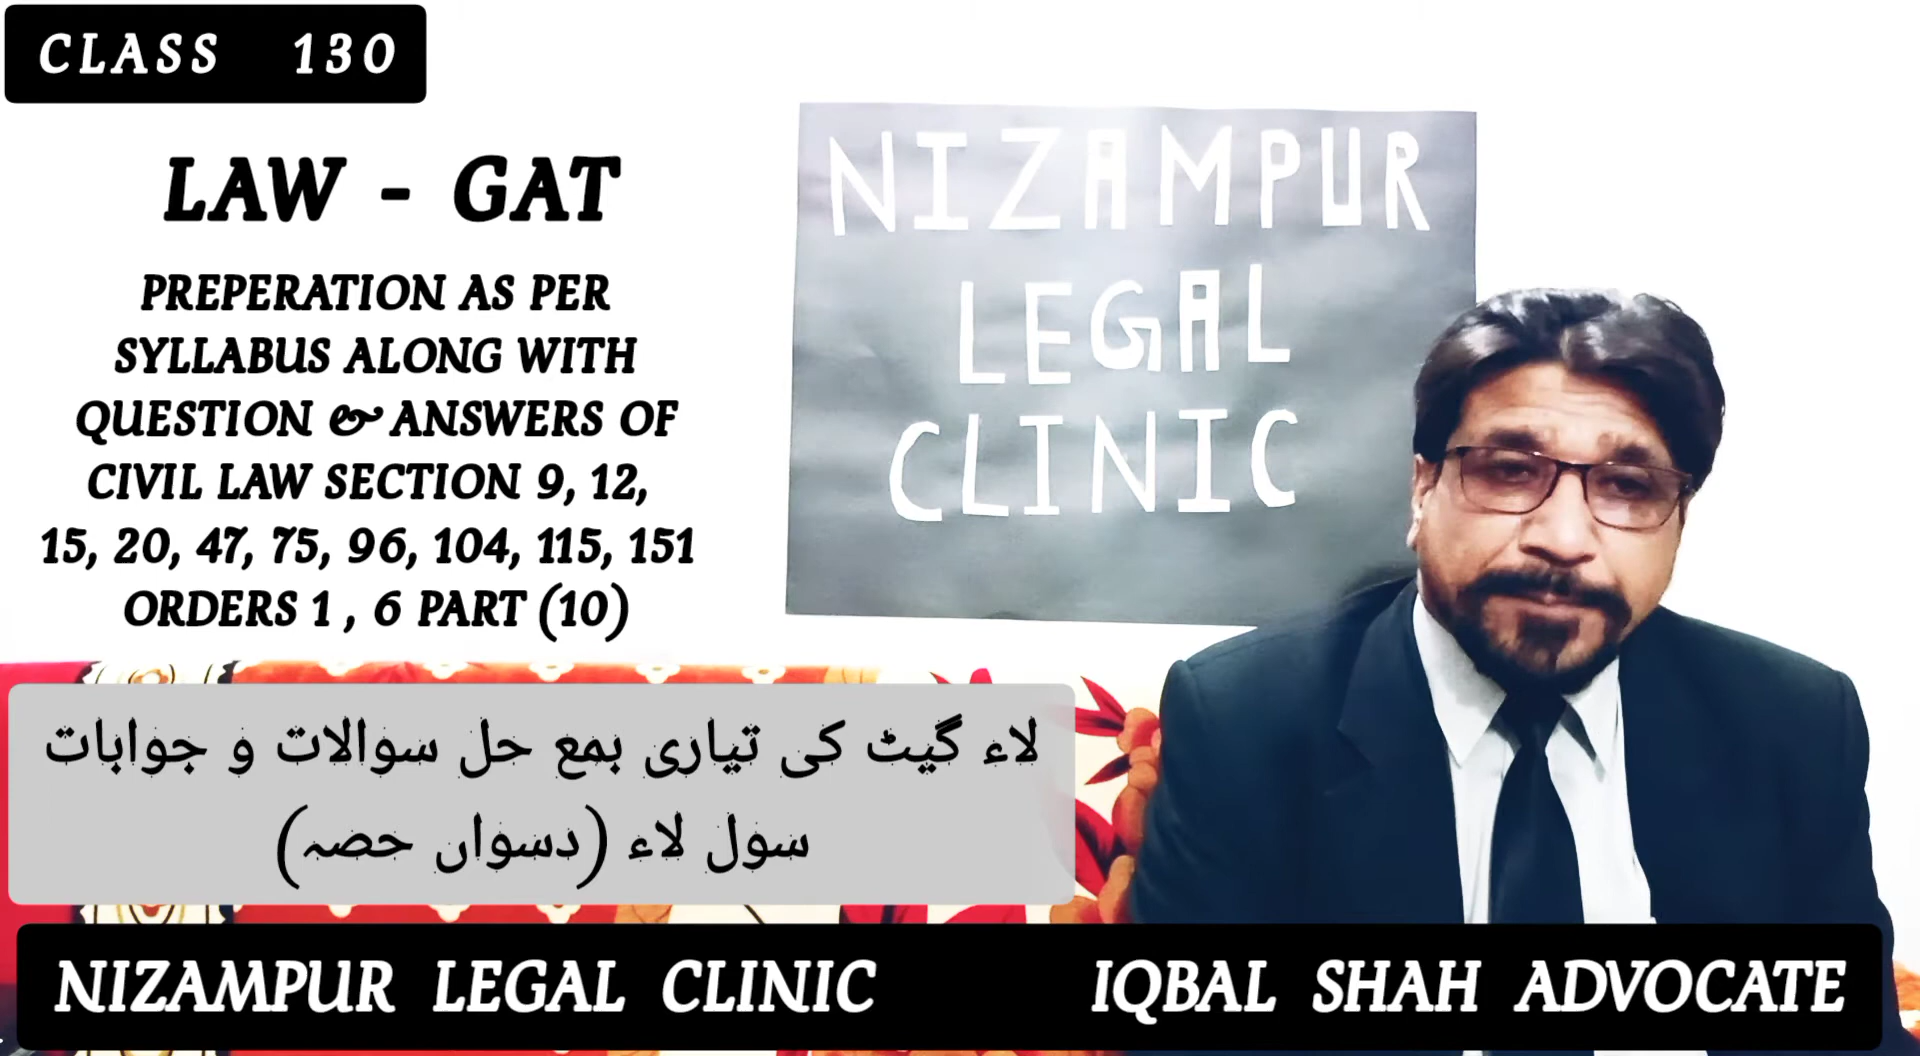 CLASS 130
LAW - GAT
PREPERATION AS PER
SYLLABUS ALONG WITH
QUESTION & ANSWERS OF
CIVIL LAW SECTION 9, 12,
15, 20, 47, 75, 96, 104, 115, 151
ORDERS 1 , 6 PART (10)
NIZAMPUR
LEGAL
CLINIC
لاء گیٹ کی تیاری بمع حل سوالات و جوابات
سول لاء (دسواں حصہ)
NIZAMPUR LEGAL CLINIC IQBAL SHAH ADVOCATE